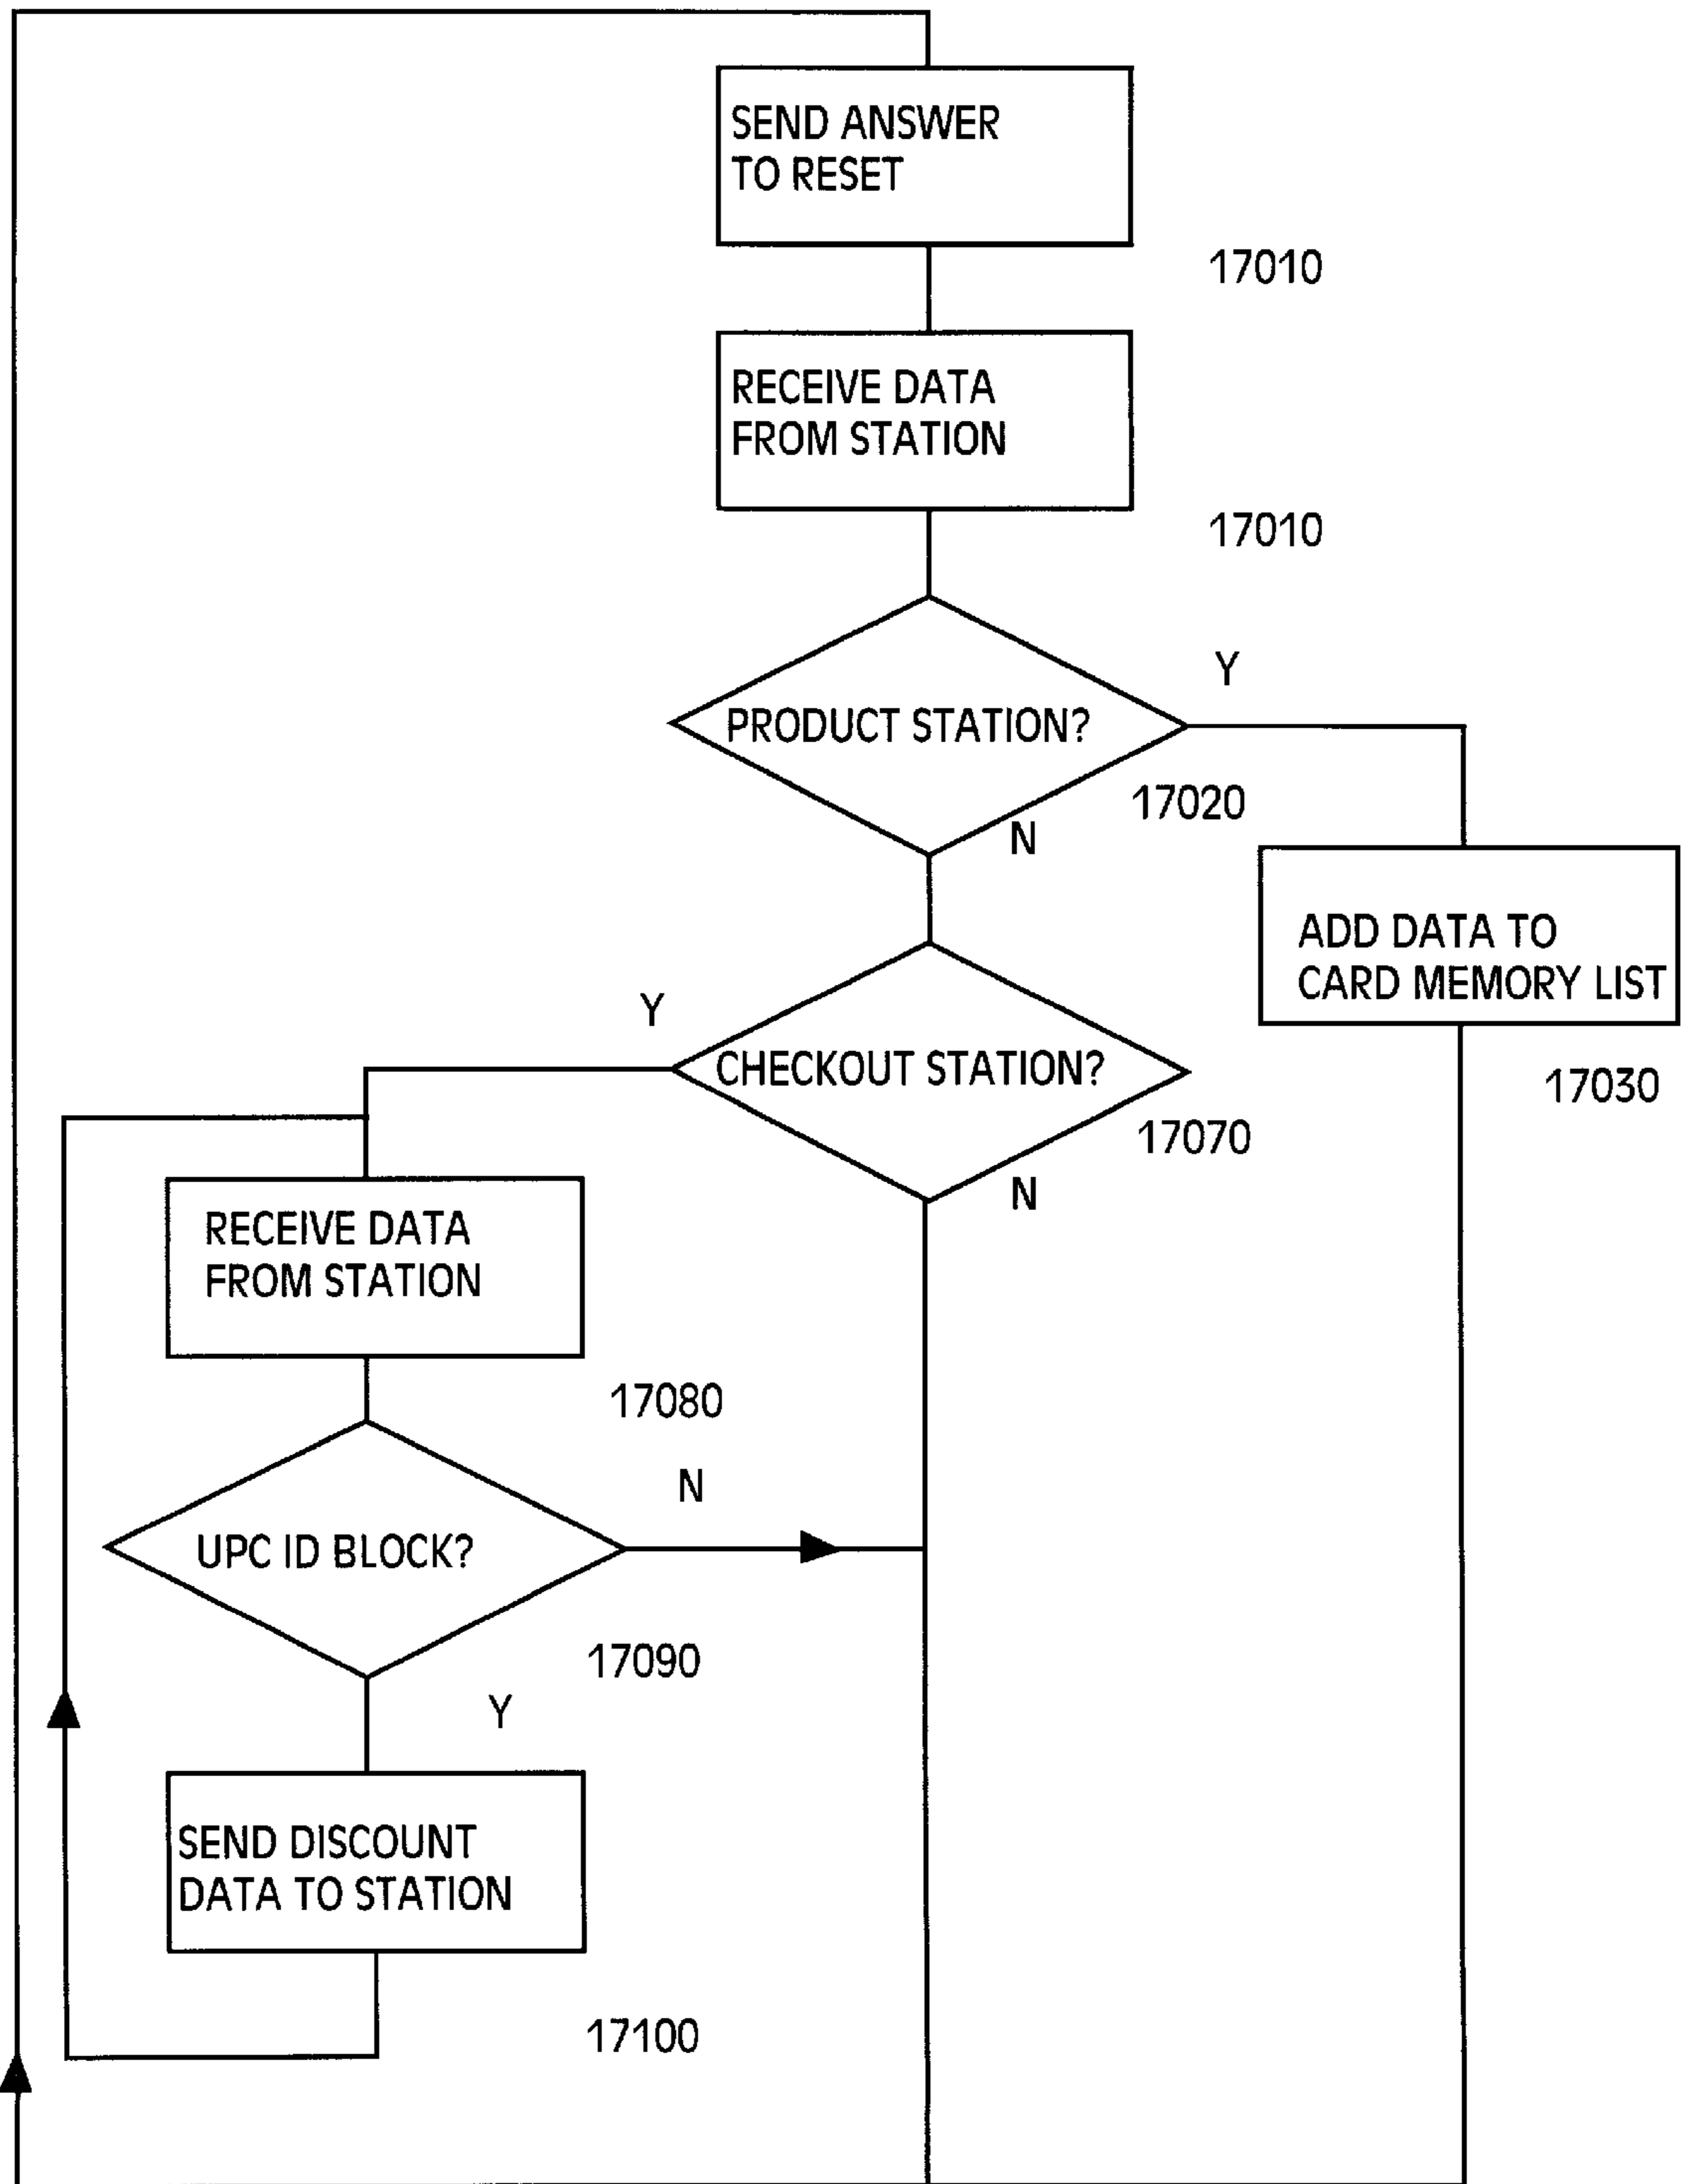 SEND ANSWER
TO RESET
17010
RECEIVE DATA
FROM STATION
17010
Y
PRODUCT STATION?
17020
N
ADD DATA TO
CARD MEMORY LIST
17030
Y
CHECKOUT STATION?
17070
N
RECEIVE DATA
FROM STATION
17080
N
UPC ID BLOCK?
17090
Y
SEND DISCOUNT
DATA TO STATION
17100